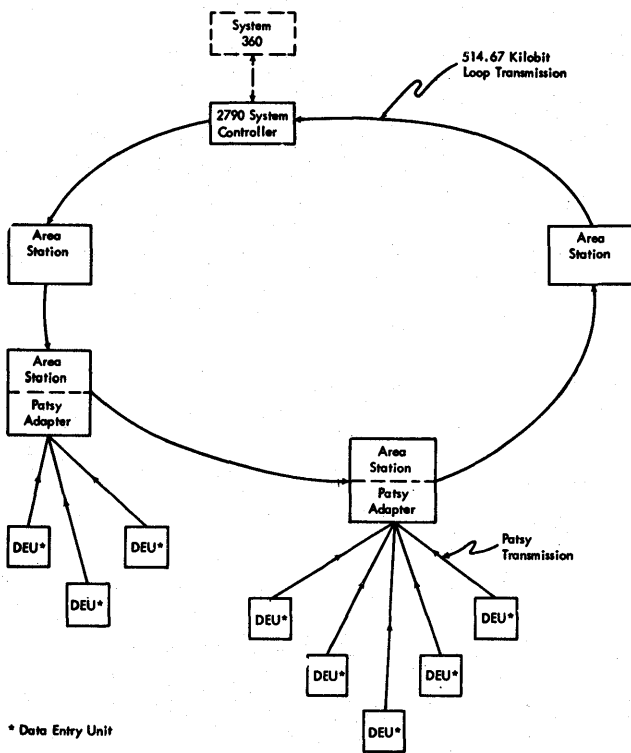 System
360
514.67 Kilobit
Loop Transmission
2790 System
Controller
Area
Station
Area
Station
Area
Station
Patsy
Adapter
Area
Station
Patsy
Adapter
Patsy
Transmission
DEU*
DEU*
DEU*
DEU*
DEU*
DEU*
DEU*
DEU*
* Data Entry Unit